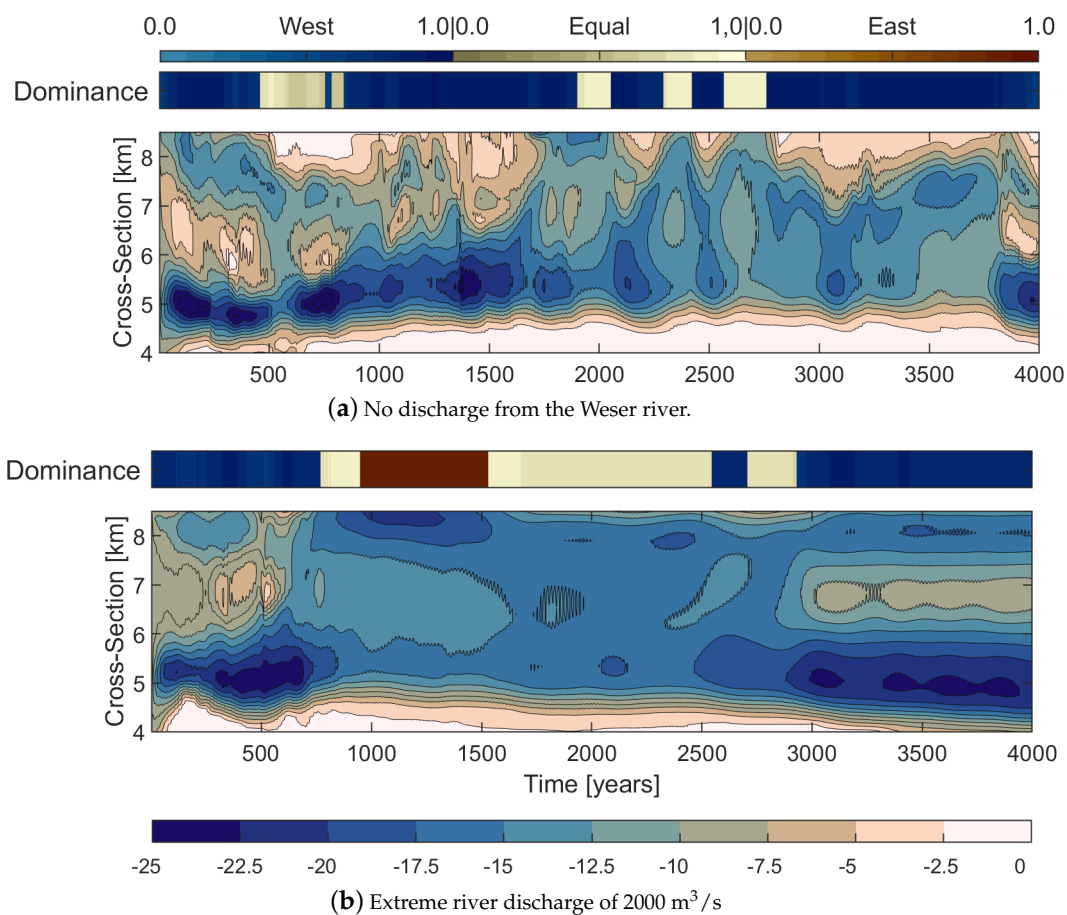 0.0 West 1.0|0.0 Equal 1,0|0.0 East 1.0
Dominance
Cross-Section [km]
8
7
6
5
4
500 1000 1500 2000 2500 3000 3500 4000
(a) No discharge from the Weser river.
Dominance
Cross-Section [km]
8
7
6
5
4
500 1000 1500 2000 2500 3000 3500 4000
Time [years]
-25 -22.5 -20 -17.5 -15 -12.5 -10 -7.5 -5 -2.5 0
(b) Extreme river discharge of 2000 m³/s